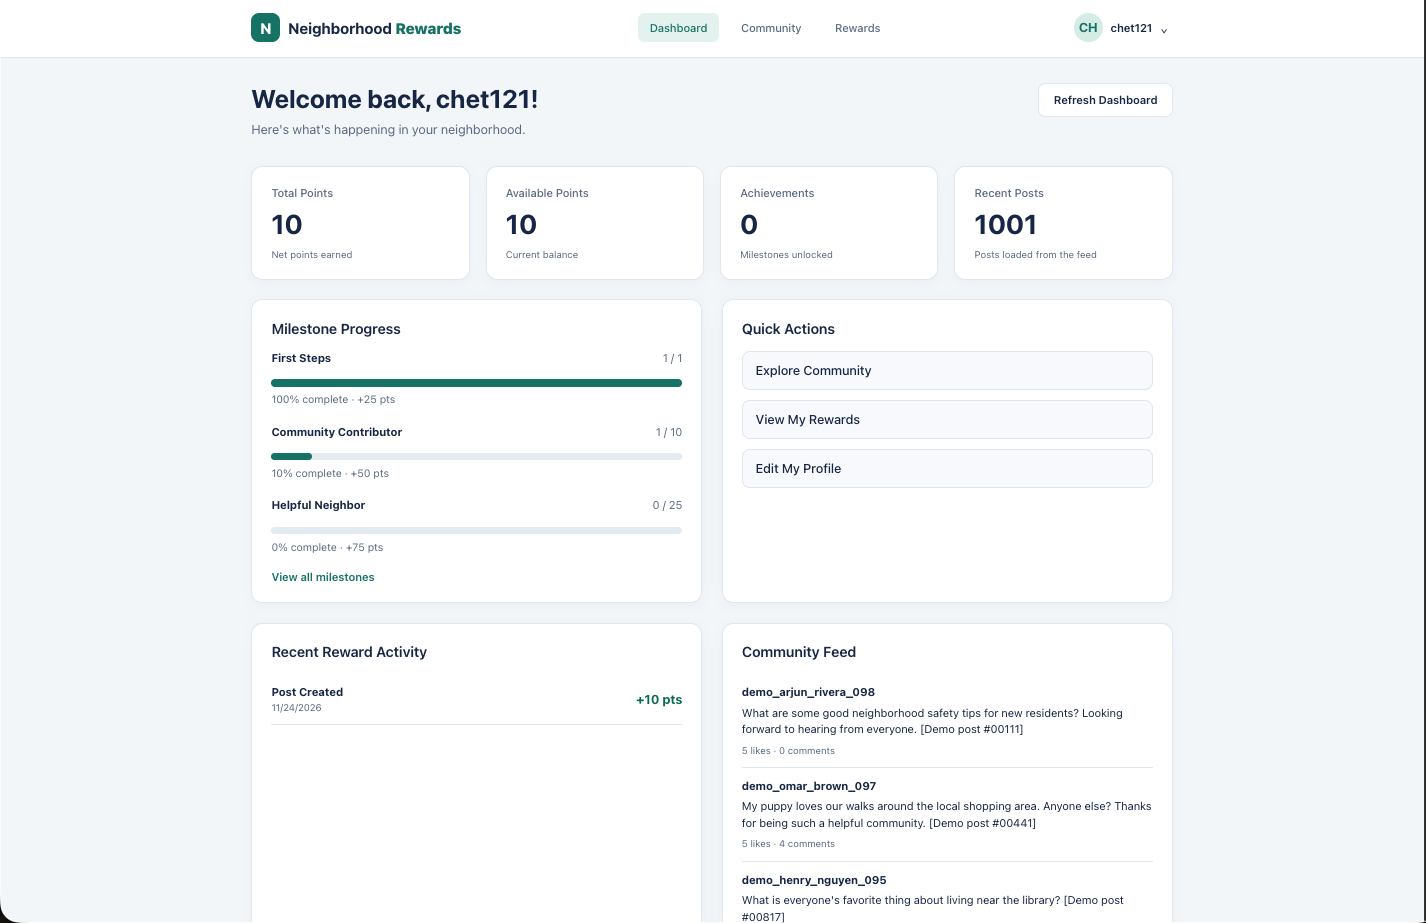 N Neighborhood Rewards
Dashboard
Community
Rewards
CH chet121
Welcome back, chet121!
Here's what's happening in your neighborhood.
Refresh Dashboard
Total Points
10
Net points earned
Available Points
10
Current balance
Achievements
0
Milestones unlocked
Recent Posts
1001
Posts loaded from the feed
Milestone Progress
First Steps 1 / 1
100% complete · +25 pts
Community Contributor 1 / 10
10% complete · +50 pts
Helpful Neighbor 0 / 25
0% complete · +75 pts
View all milestones
Quick Actions
Explore Community
View My Rewards
Edit My Profile
Recent Reward Activity
Post Created
11/24/2026
+10 pts
Community Feed
demo_arjun_rivera_098
What are some good neighborhood safety tips for new residents? Looking
forward to hearing from everyone. [Demo post #00111]
5 likes · 0 comments
demo_omar_brown_097
My puppy loves our walks around the local shopping area. Anyone else? Thanks
for being such a helpful community. [Demo post #00441]
5 likes · 4 comments
demo_henry_nguyen_095
What is everyone's favorite thing about living near the library? [Demo post
#00817]